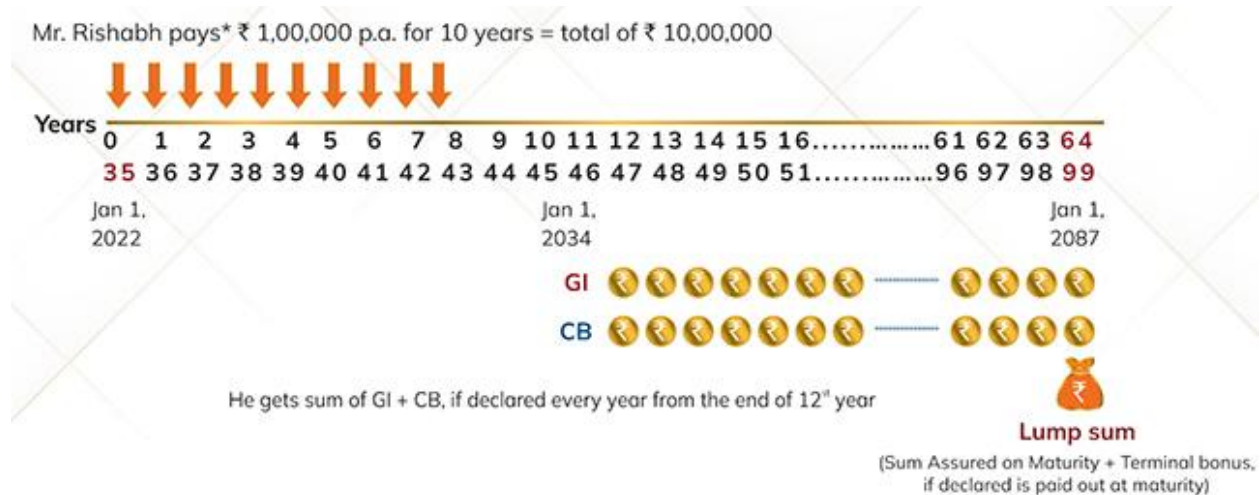 Mr. Rishabh pays* ₹ 1,00,000 p.a. for 10 years = total of ₹ 10,00,000
Years 0 1 2 3 4 5 6 7 8 9 10 11 12 13 14 15 16...............61 62 63 64
35 36 37 38 39 40 41 42 43 44 45 46 47 48 49 50 51...............96 97 98 99
Jan 1, Jan 1, Jan 1,
2022 2034 2087
GI ₹ ₹ ₹ ₹ ₹ ₹ ₹ ₹ ₹ ₹ ₹
CB ₹ ₹ ₹ ₹ ₹ ₹ ₹ ₹ ₹ ₹ ₹
He gets sum of GI + CB, if declared every year from the end of 12st year
₹
Lump sum
(Sum Assured on Maturity + Terminal bonus,
if declared is paid out at maturity)